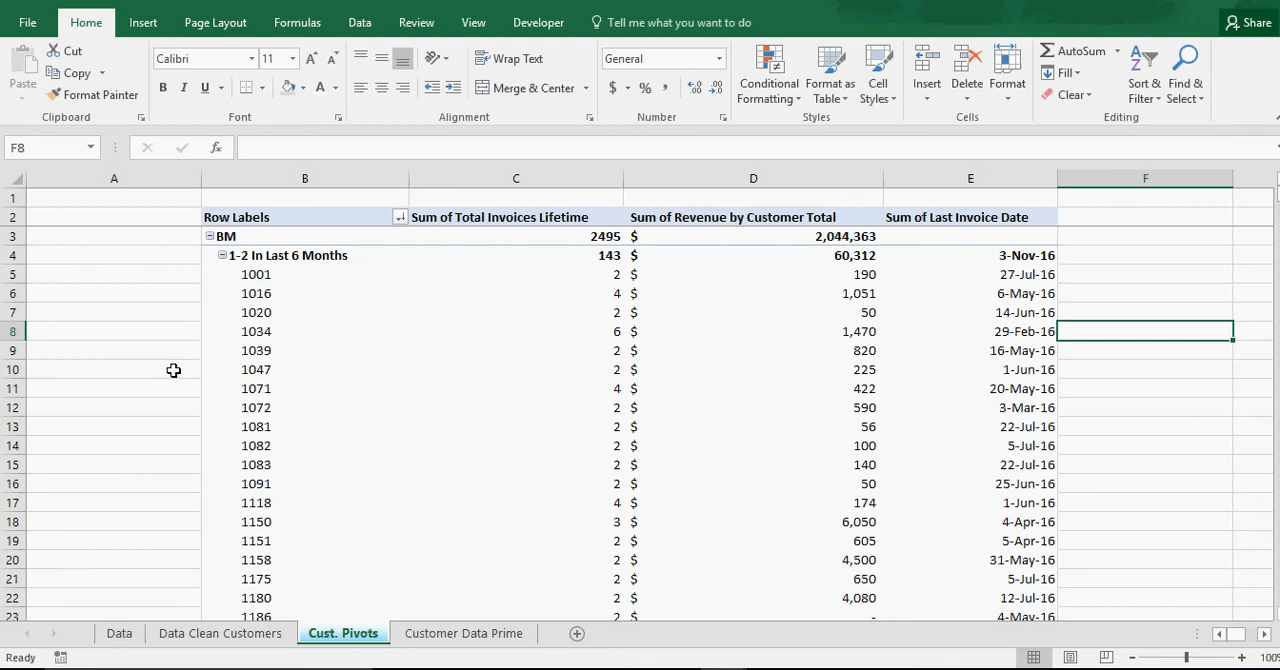 File Home Insert Page Layout Formulas Data Review View Developer Tell me what you want to do Share
Paste
Cut
Copy
Format Painter
Clipboard
Calibri 11 A A
B I U A
Font
Wrap Text
Merge & Center
Alignment
General
$ % ,
Number
Conditional Formatting
Format as Table
Cell Styles
Styles
Insert Delete Format
Cells
AutoSum
Fill
Clear
Sort & Filter
Find & Select
Editing
F8 fx
A B C D E F
1
2 Row Labels Sum of Total Invoices Lifetime Sum of Revenue by Customer Total Sum of Last Invoice Date
3 BM 2495 $ 2,044,363
4 1-2 In Last 6 Months 143 $ 60,312 3-Nov-16
5 1001 2 $ 190 27-Jul-16
6 1016 4 $ 1,051 6-May-16
7 1020 2 $ 50 14-Jun-16
8 1034 6 $ 1,470 29-Feb-16
9 1039 2 $ 820 16-May-16
10 1047 2 $ 225 1-Jun-16
11 1071 4 $ 422 20-May-16
12 1072 2 $ 590 3-Mar-16
13 1081 2 $ 56 22-Jul-16
14 1082 2 $ 100 5-Jul-16
15 1083 2 $ 140 22-Jul-16
16 1091 2 $ 50 25-Jun-16
17 1118 4 $ 174 1-Jun-16
18 1150 3 $ 6,050 4-Apr-16
19 1151 2 $ 605 5-Apr-16
20 1158 2 $ 4,500 31-May-16
21 1175 2 $ 650 5-Jul-16
22 1180 2 $ 4,080 12-Jul-16
23 1186 2 $ - 4-May-16
Data Data Clean Customers Cust. Pivots Customer Data Prime
Ready 100%